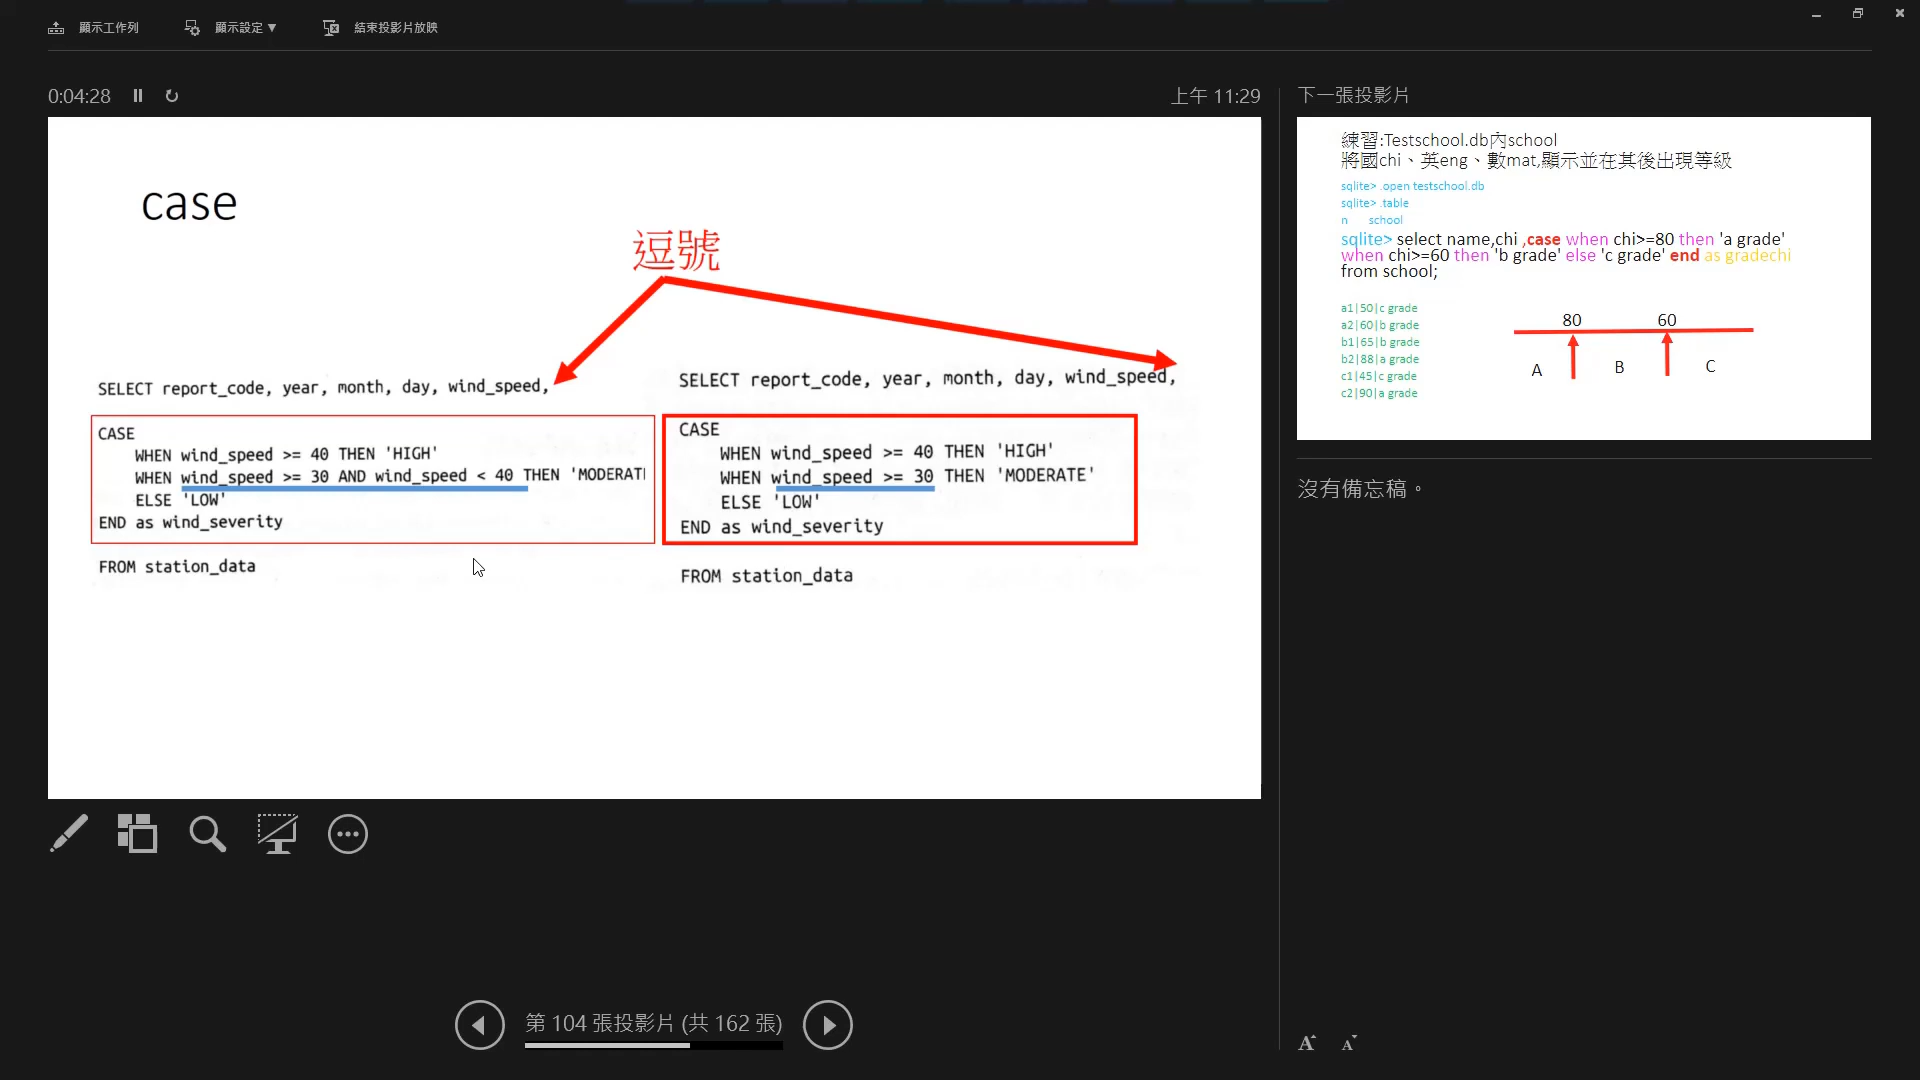 顯示工作列
顯示設定 ▼
結束投影片放映
0:04:28
上午 11:29
case
逗號
SELECT report_code, year, month, day, wind_speed,
CASE
WHEN wind_speed >= 40 THEN 'HIGH'
WHEN wind_speed >= 30 AND wind_speed < 40 THEN 'MODERATE
ELSE 'LOW'
END as wind_severity
FROM station_data
SELECT report_code, year, month, day, wind_speed,
CASE
WHEN wind_speed >= 40 THEN 'HIGH'
WHEN wind_speed >= 30 THEN 'MODERATE'
ELSE 'LOW'
END as wind_severity
FROM station_data
第 104 張投影片 (共 162 張)
下一張投影片
練習:Testschool.db內school
將國chi、英eng、數mat,顯示並在其後出現等級
sqlite> .open testschool.db
sqlite> .table
n school
sqlite> select name,chi ,case when chi>=80 then 'a grade'
when chi>=60 then 'b grade' else 'c grade' end as gradechi
from school;
a1|50|c grade
a2|60|b grade
b1|65|b grade
b2|88|a grade
c1|45|c grade
c2|90|a grade
80 60
A B C
沒有備忘稿。
A A